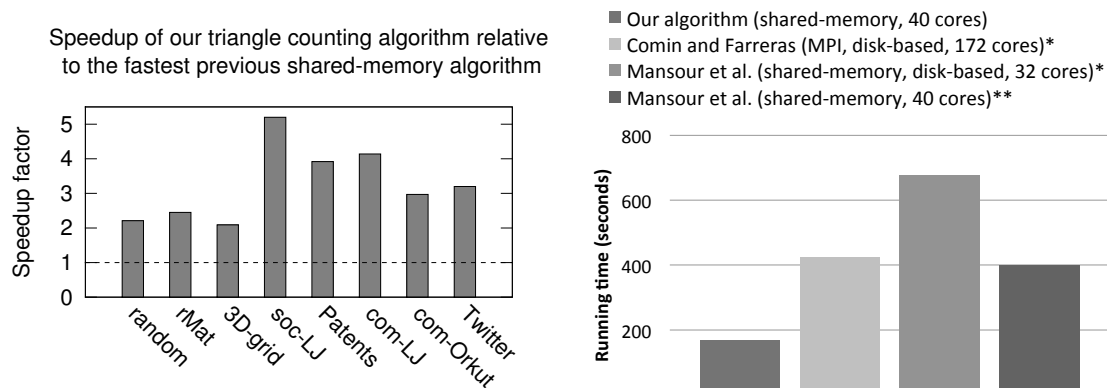 Speedup of our triangle counting algorithm relative
to the fastest previous shared-memory algorithm
Speedup factor
5
4
3
2
1
0
random
rMat
3D-grid
soc-LJ
Patents
com-LJ
com-Orkut
Twitter
Our algorithm (shared-memory, 40 cores)
Comin and Farreras (MPI, disk-based, 172 cores)*
Mansour et al. (shared-memory, disk-based, 32 cores)*
Mansour et al. (shared-memory, 40 cores)**
Running time (seconds)
800
600
400
200